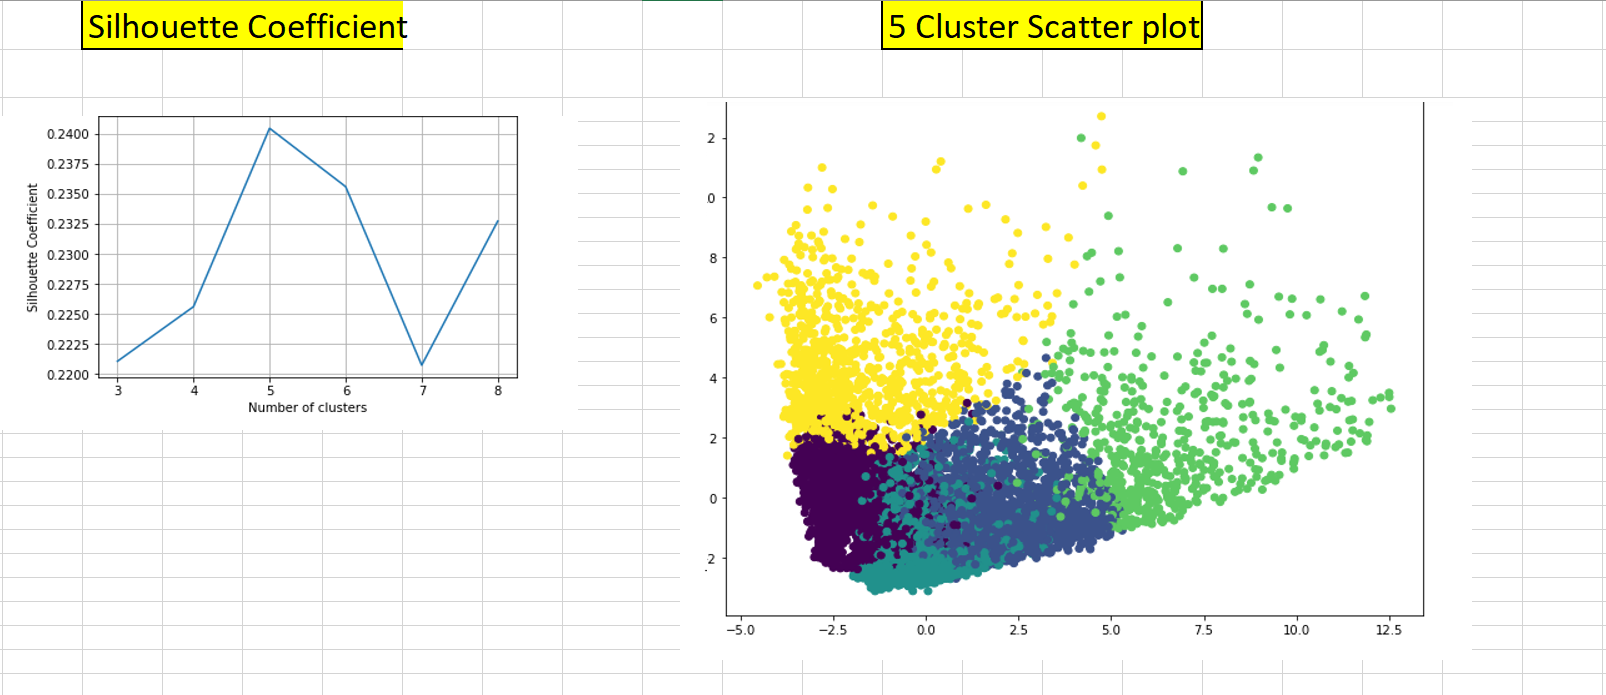 Silhouette Coefficient
5 Cluster Scatter plot
0.2400
0.2375
0.2350
0.2325
0.2300
0.2275
0.2250
0.2225
0.2200
Silhouette Coefficient
3 4 5 6 7 8
Number of clusters
2
0
8
6
4
2
0
2
−5.0 −2.5 0.0 2.5 5.0 7.5 10.0 12.5